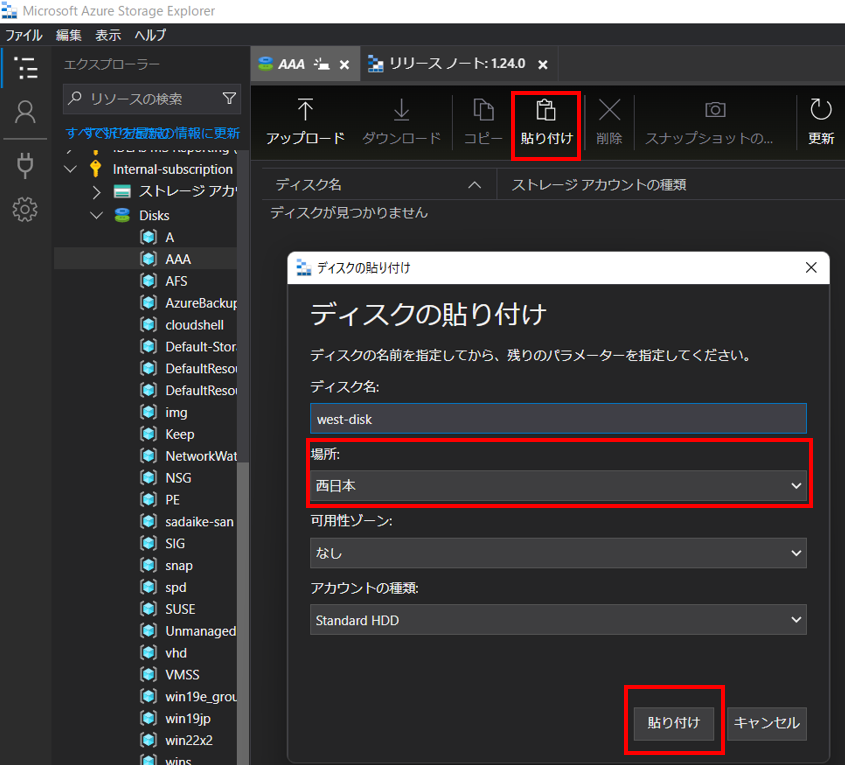 Microsoft Azure Storage Explorer
ファイル 編集 表示 ヘルプ
エクスプローラー
リソースの検索
最新の情報に更新
Internal-subscription
ストレージ アカウ
Disks
A
AAA
AFS
AzureBackup
cloudshell
Default-Stora
DefaultResou
DefaultResou
img
Keep
NetworkWat
NSG
PE
sadaike-san
SIG
snap
spd
SUSE
Unmanaged
vhd
VMSS
win19e_grou
win19jp
win22x2
wins
AAA
リリース ノート: 1.24.0
アップロード ダウンロード コピー 貼り付け 削除 スナップショットの... 更新
ディスク名 ストレージ アカウントの種類
ディスクが見つかりません
ディスクの貼り付け
ディスクの貼り付け
ディスクの名前を指定してから、残りのパラメーターを指定してください。
ディスク名:
west-disk
場所:
西日本
可用性ゾーン:
なし
アカウントの種類:
Standard HDD
貼り付け キャンセル